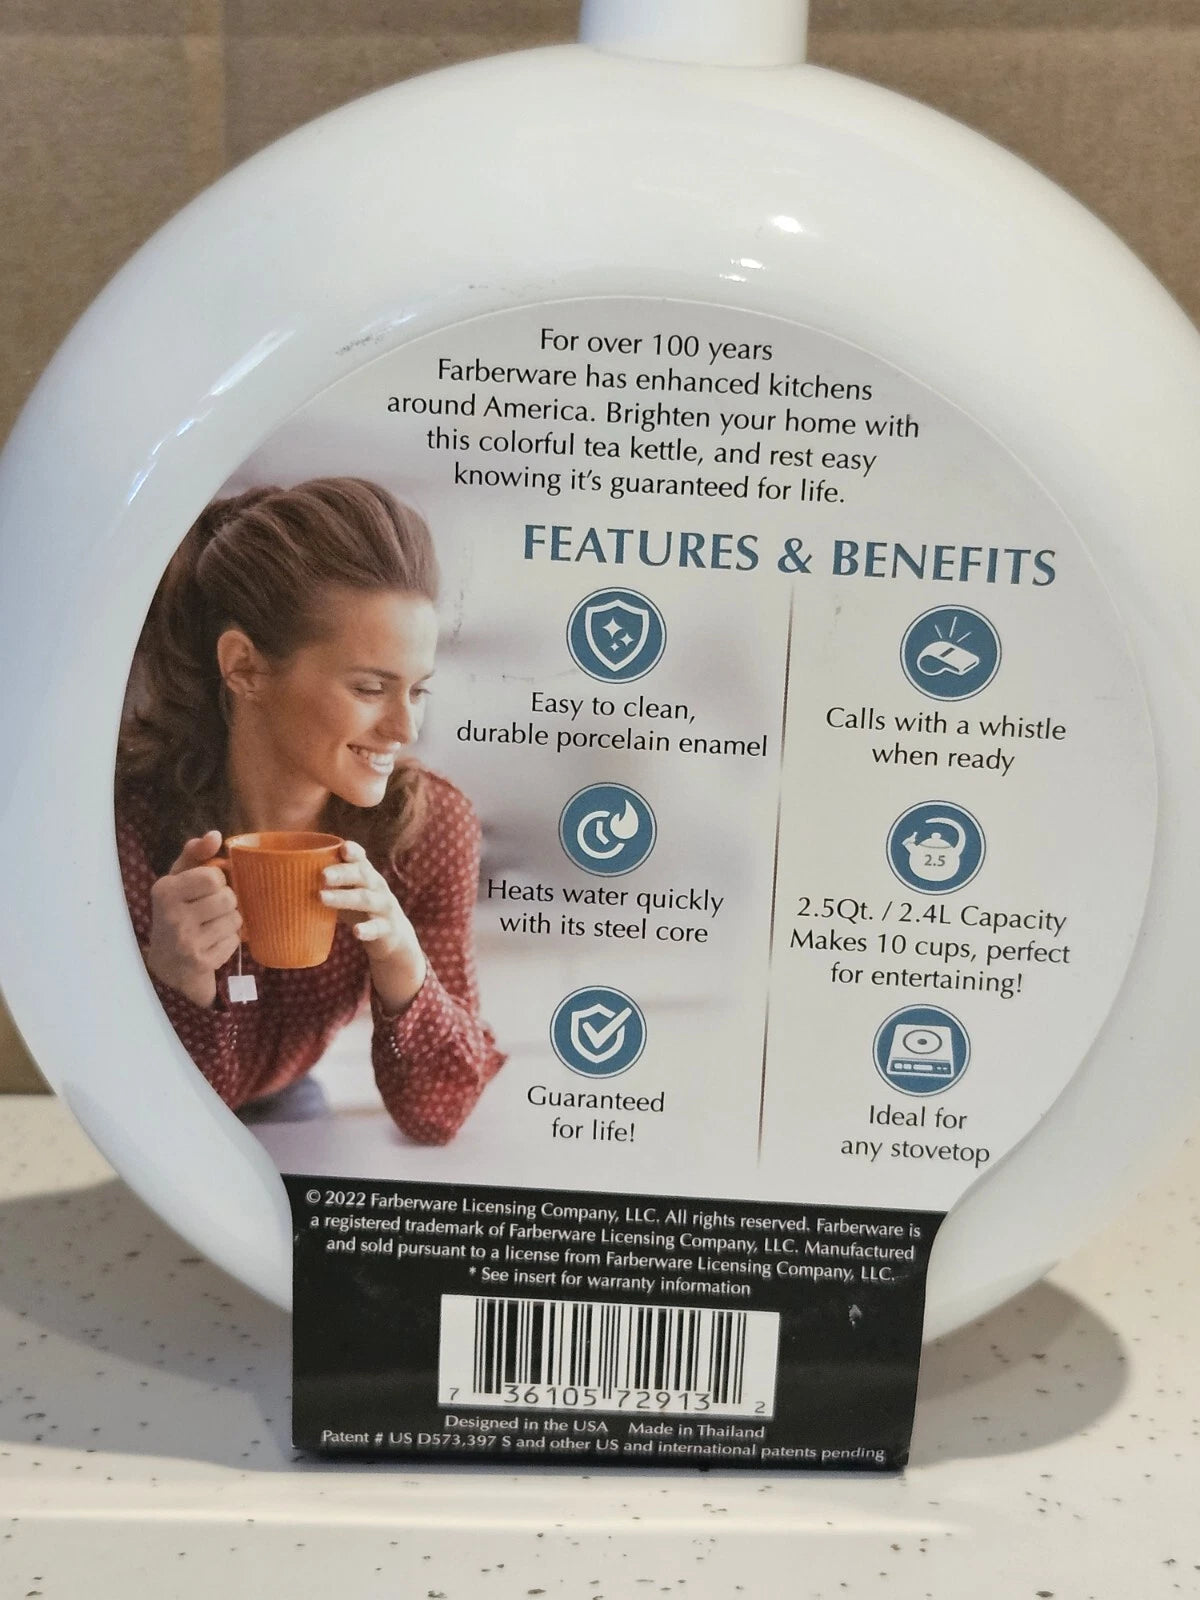 For over 100 years
Farberware has enhanced kitchens
around America. Brighten your home with
this colorful tea kettle, and rest easy
knowing it's guaranteed for life.
FEATURES & BENEFITS
Easy to clean,
durable porcelain enamel
Calls with a whistle
when ready
Heats water quickly
with its steel core
2.5
2.5Qt. / 2.4L Capacity
Makes 10 cups, perfect
for entertaining!
Guaranteed
for life!
Ideal for
any stovetop
© 2022 Farberware Licensing Company, LLC. All rights reserved. Farberware is
a registered trademark of Farberware Licensing Company, LLC. Manufactured
and sold pursuant to a license from Farberware Licensing Company, LLC.
* See insert for warranty information
7 36105 72913 2
Designed in the USA Made in Thailand
Patent # US D573,397 S and other US and international patents pending